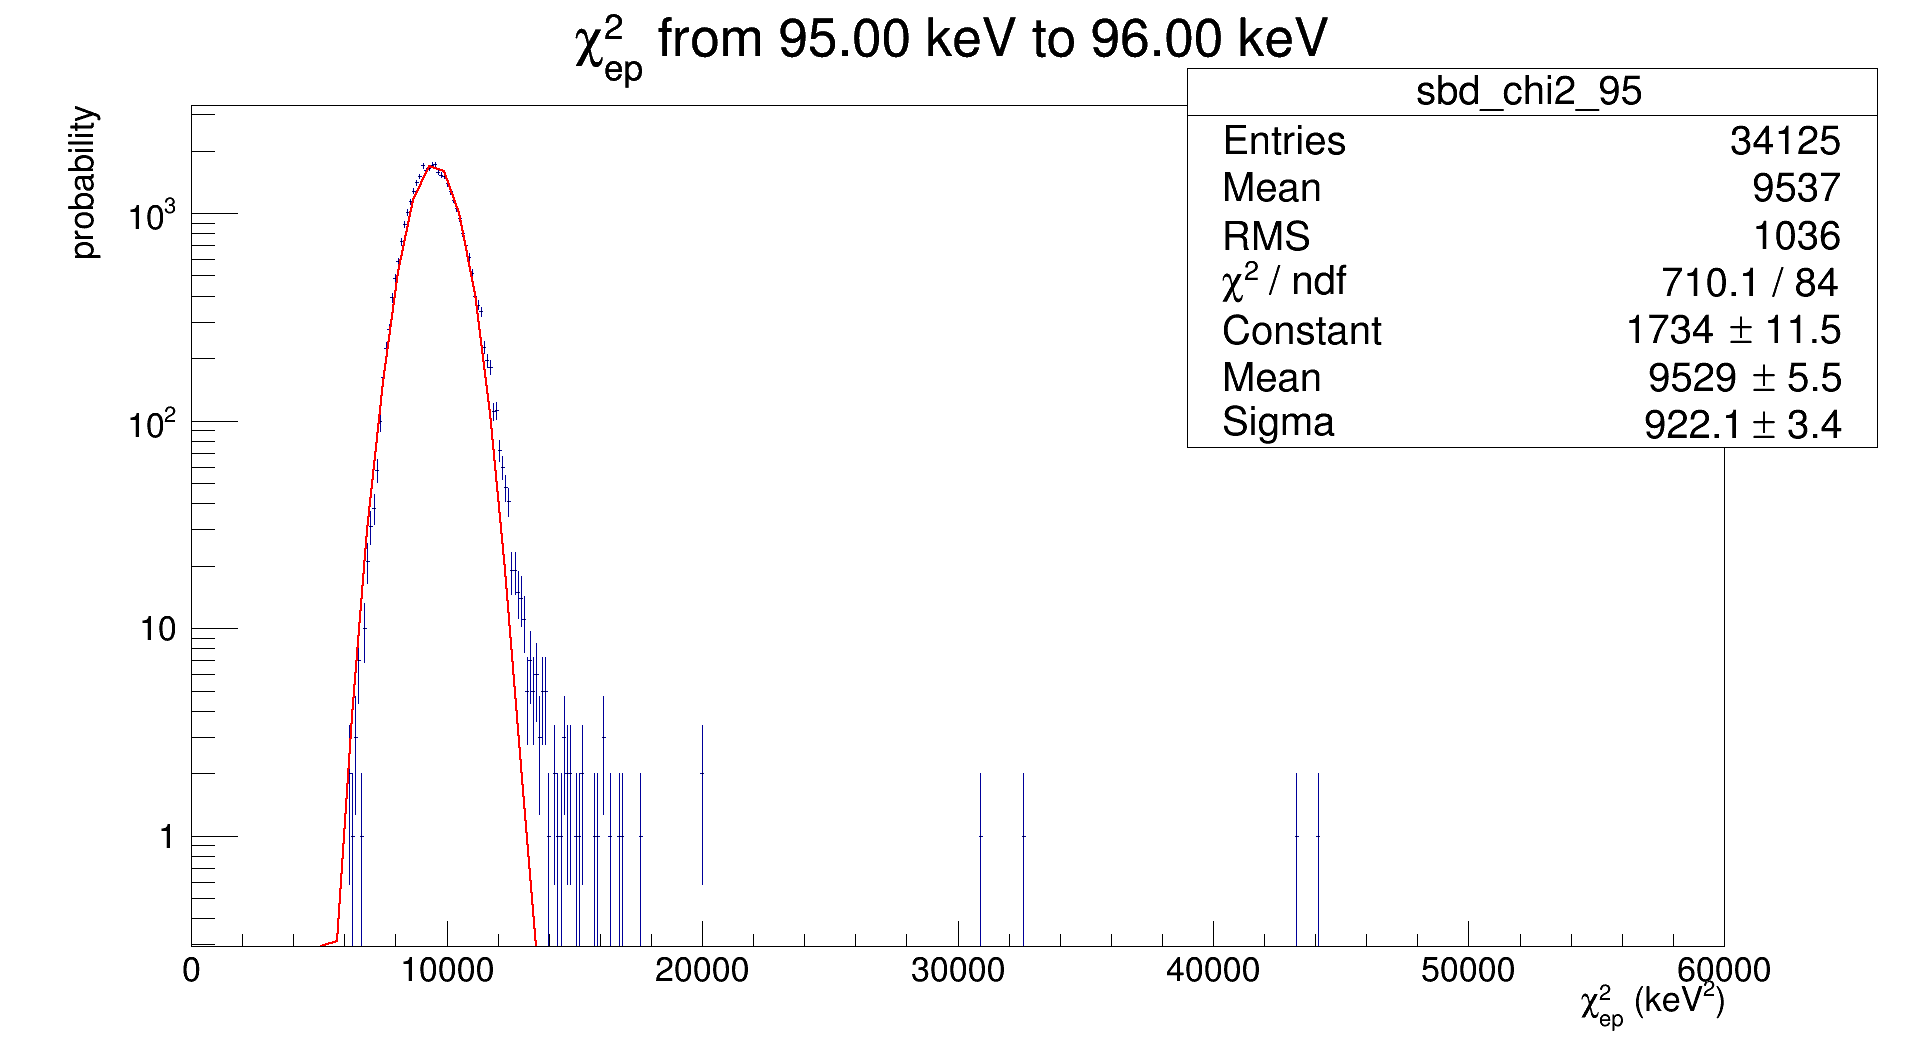 χ²ep from 95.00 keV to 96.00 keV
sbd_chi2_95
Entries 34125
Mean 9537
RMS 1036
χ² / ndf 710.1 / 84
Constant 1734 ± 11.5
Mean 9529 ± 5.5
Sigma 922.1 ± 3.4
probability
10³
10²
10
1
0 10000 20000 30000 40000 50000 60000
χ²ep (keV²)